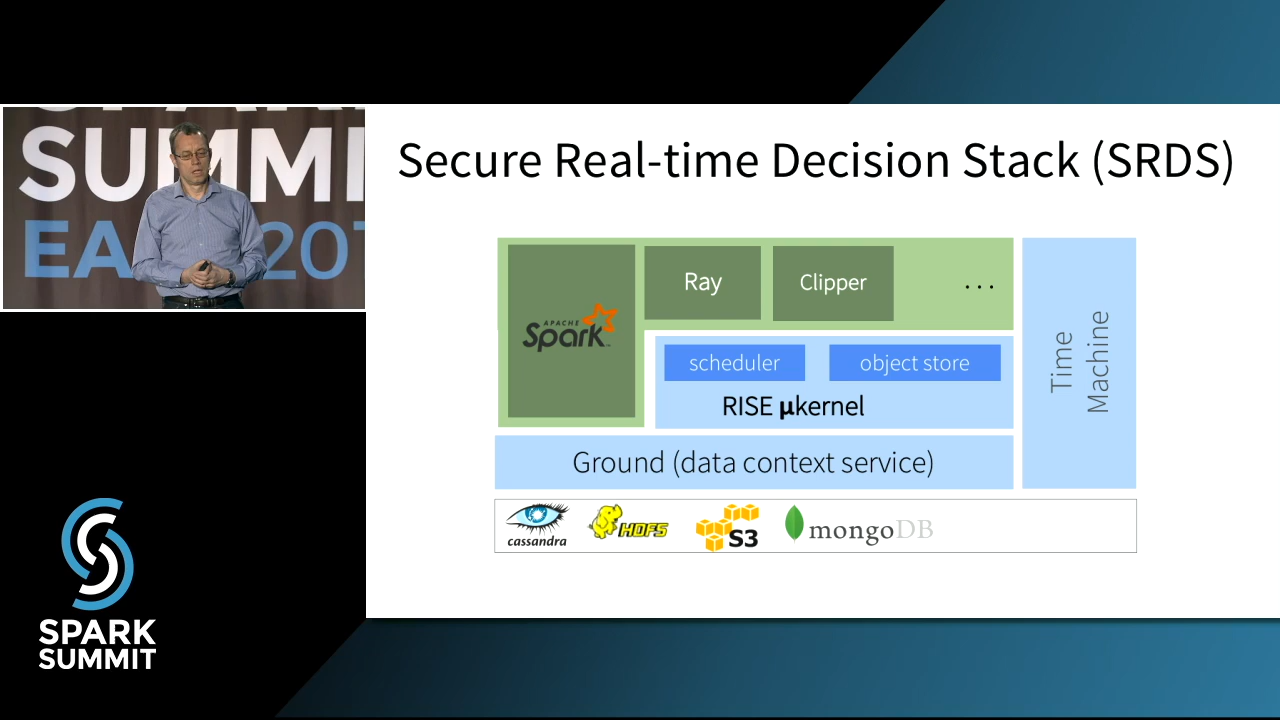 SUMMI
EA 201
Secure Real-time Decision Stack (SRDS)
APACHE
Spark
Ray
Clipper
...
scheduler
object store
RISE µkernel
Time
Machine
Ground (data context service)
cassandra
HDFS
S3
mongoDB
SPARK
SUMMIT